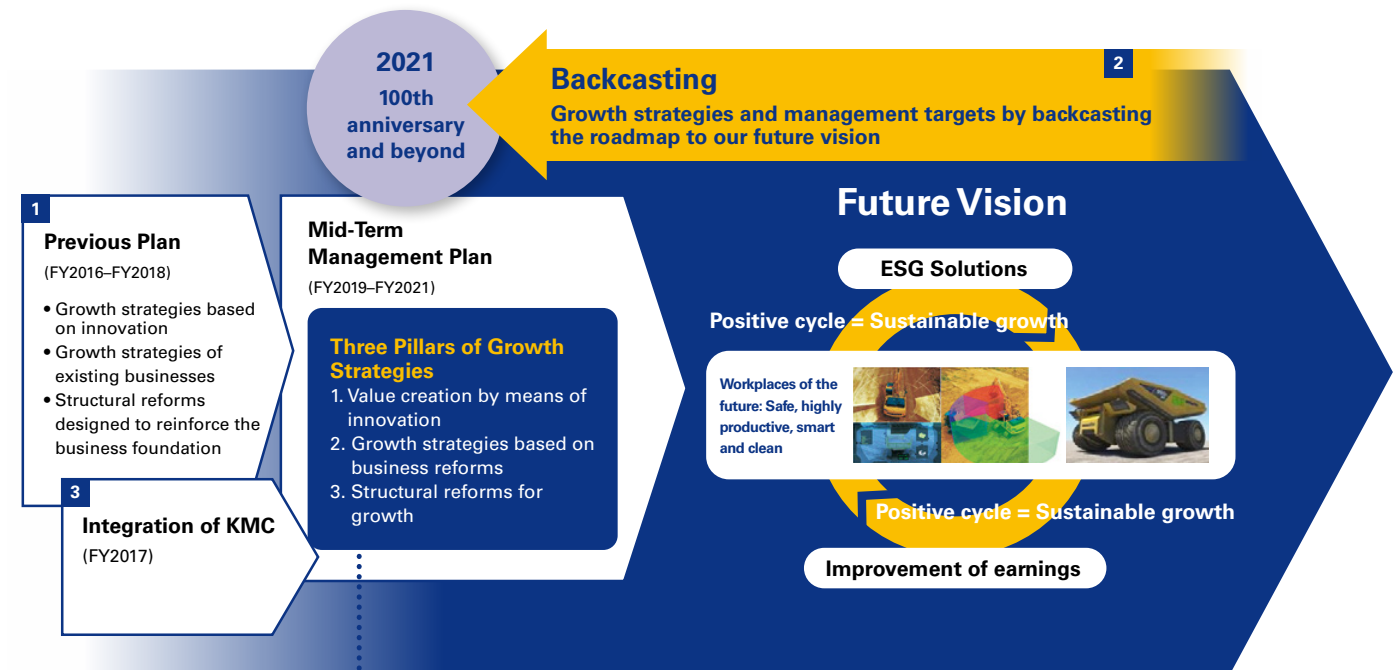 2021
100th
anniversary
and beyond
2
Backcasting
Growth strategies and management targets by backcasting
the roadmap to our future vision
1
Previous Plan
(FY2016–FY2018)
• Growth strategies based
on innovation
• Growth strategies of
existing businesses
• Structural reforms
designed to reinforce the
business foundation
3
Integration of KMC
(FY2017)
Mid-Term
Management Plan
(FY2019–FY2021)
Three Pillars of Growth
Strategies
1. Value creation by means of
innovation
2. Growth strategies based on
business reforms
3. Structural reforms for
growth
Future Vision
ESG Solutions
Positive cycle = Sustainable growth
Workplaces of the
future: Safe, highly
productive, smart
and clean
Positive cycle = Sustainable growth
Improvement of earnings